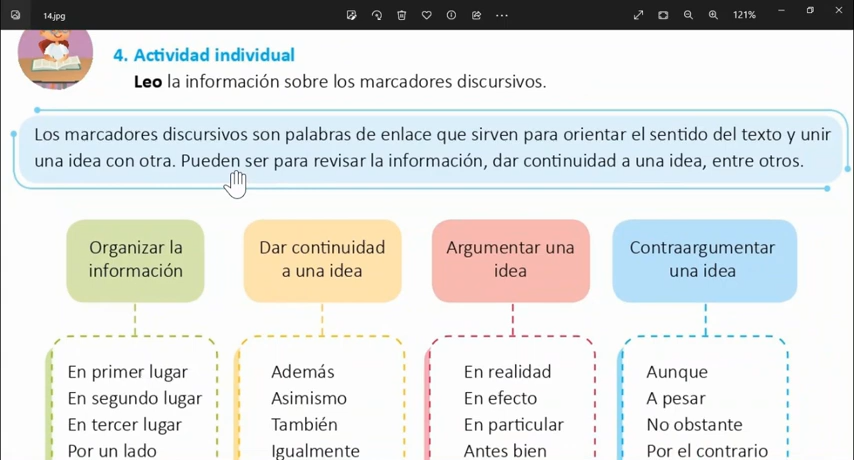 14.jpg
121%
4. Actividad individual
Leo la información sobre los marcadores discursivos.
Los marcadores discursivos son palabras de enlace que sirven para orientar el sentido del texto y unir
una idea con otra. Pueden ser para revisar la información, dar continuidad a una idea, entre otros.
Organizar la
información
Dar continuidad
a una idea
Argumentar una
idea
Contraargumentar
una idea
En primer lugar
En segundo lugar
En tercer lugar
Por un lado
Además
Asimismo
También
Igualmente
En realidad
En efecto
En particular
Antes bien
Aunque
A pesar
No obstante
Por el contrario